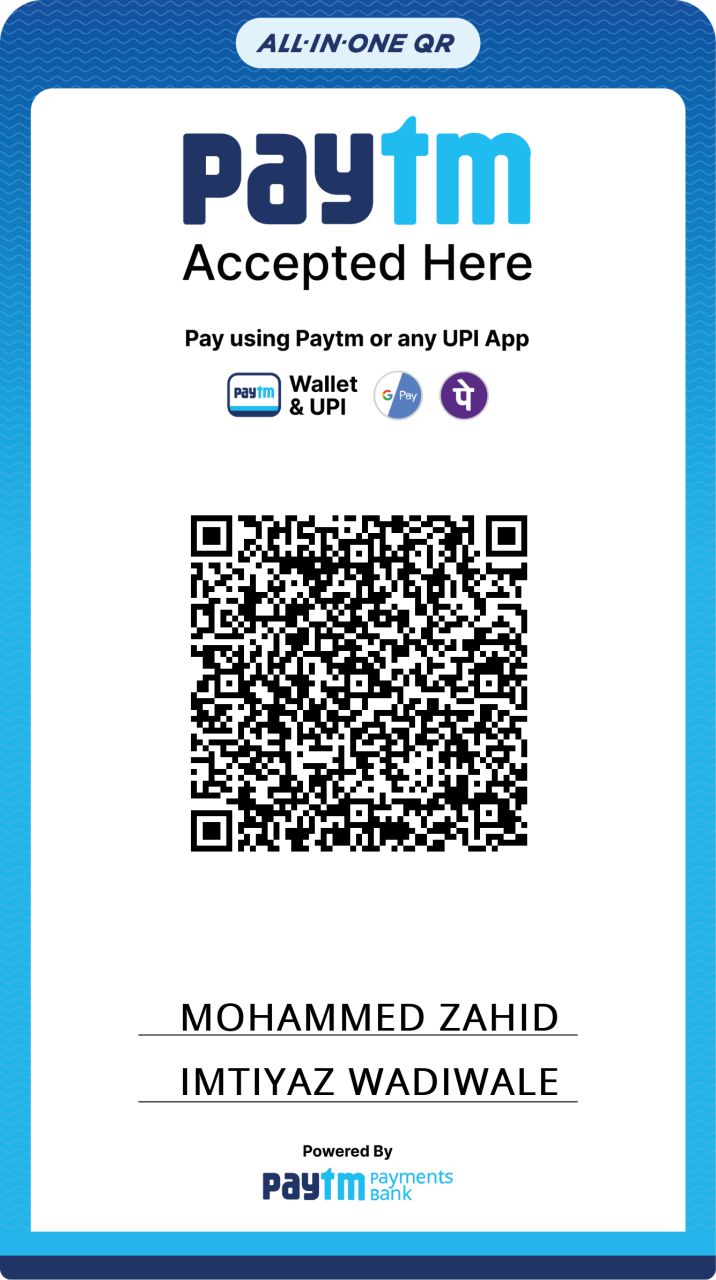 ALL·IN·ONE QR
paytm
Accepted Here
Pay using Paytm or any UPI App
paytm Wallet & UPI G Pay पे
MOHAMMED ZAHID
IMTIYAZ WADIWALE
Powered By
paytm Payments Bank